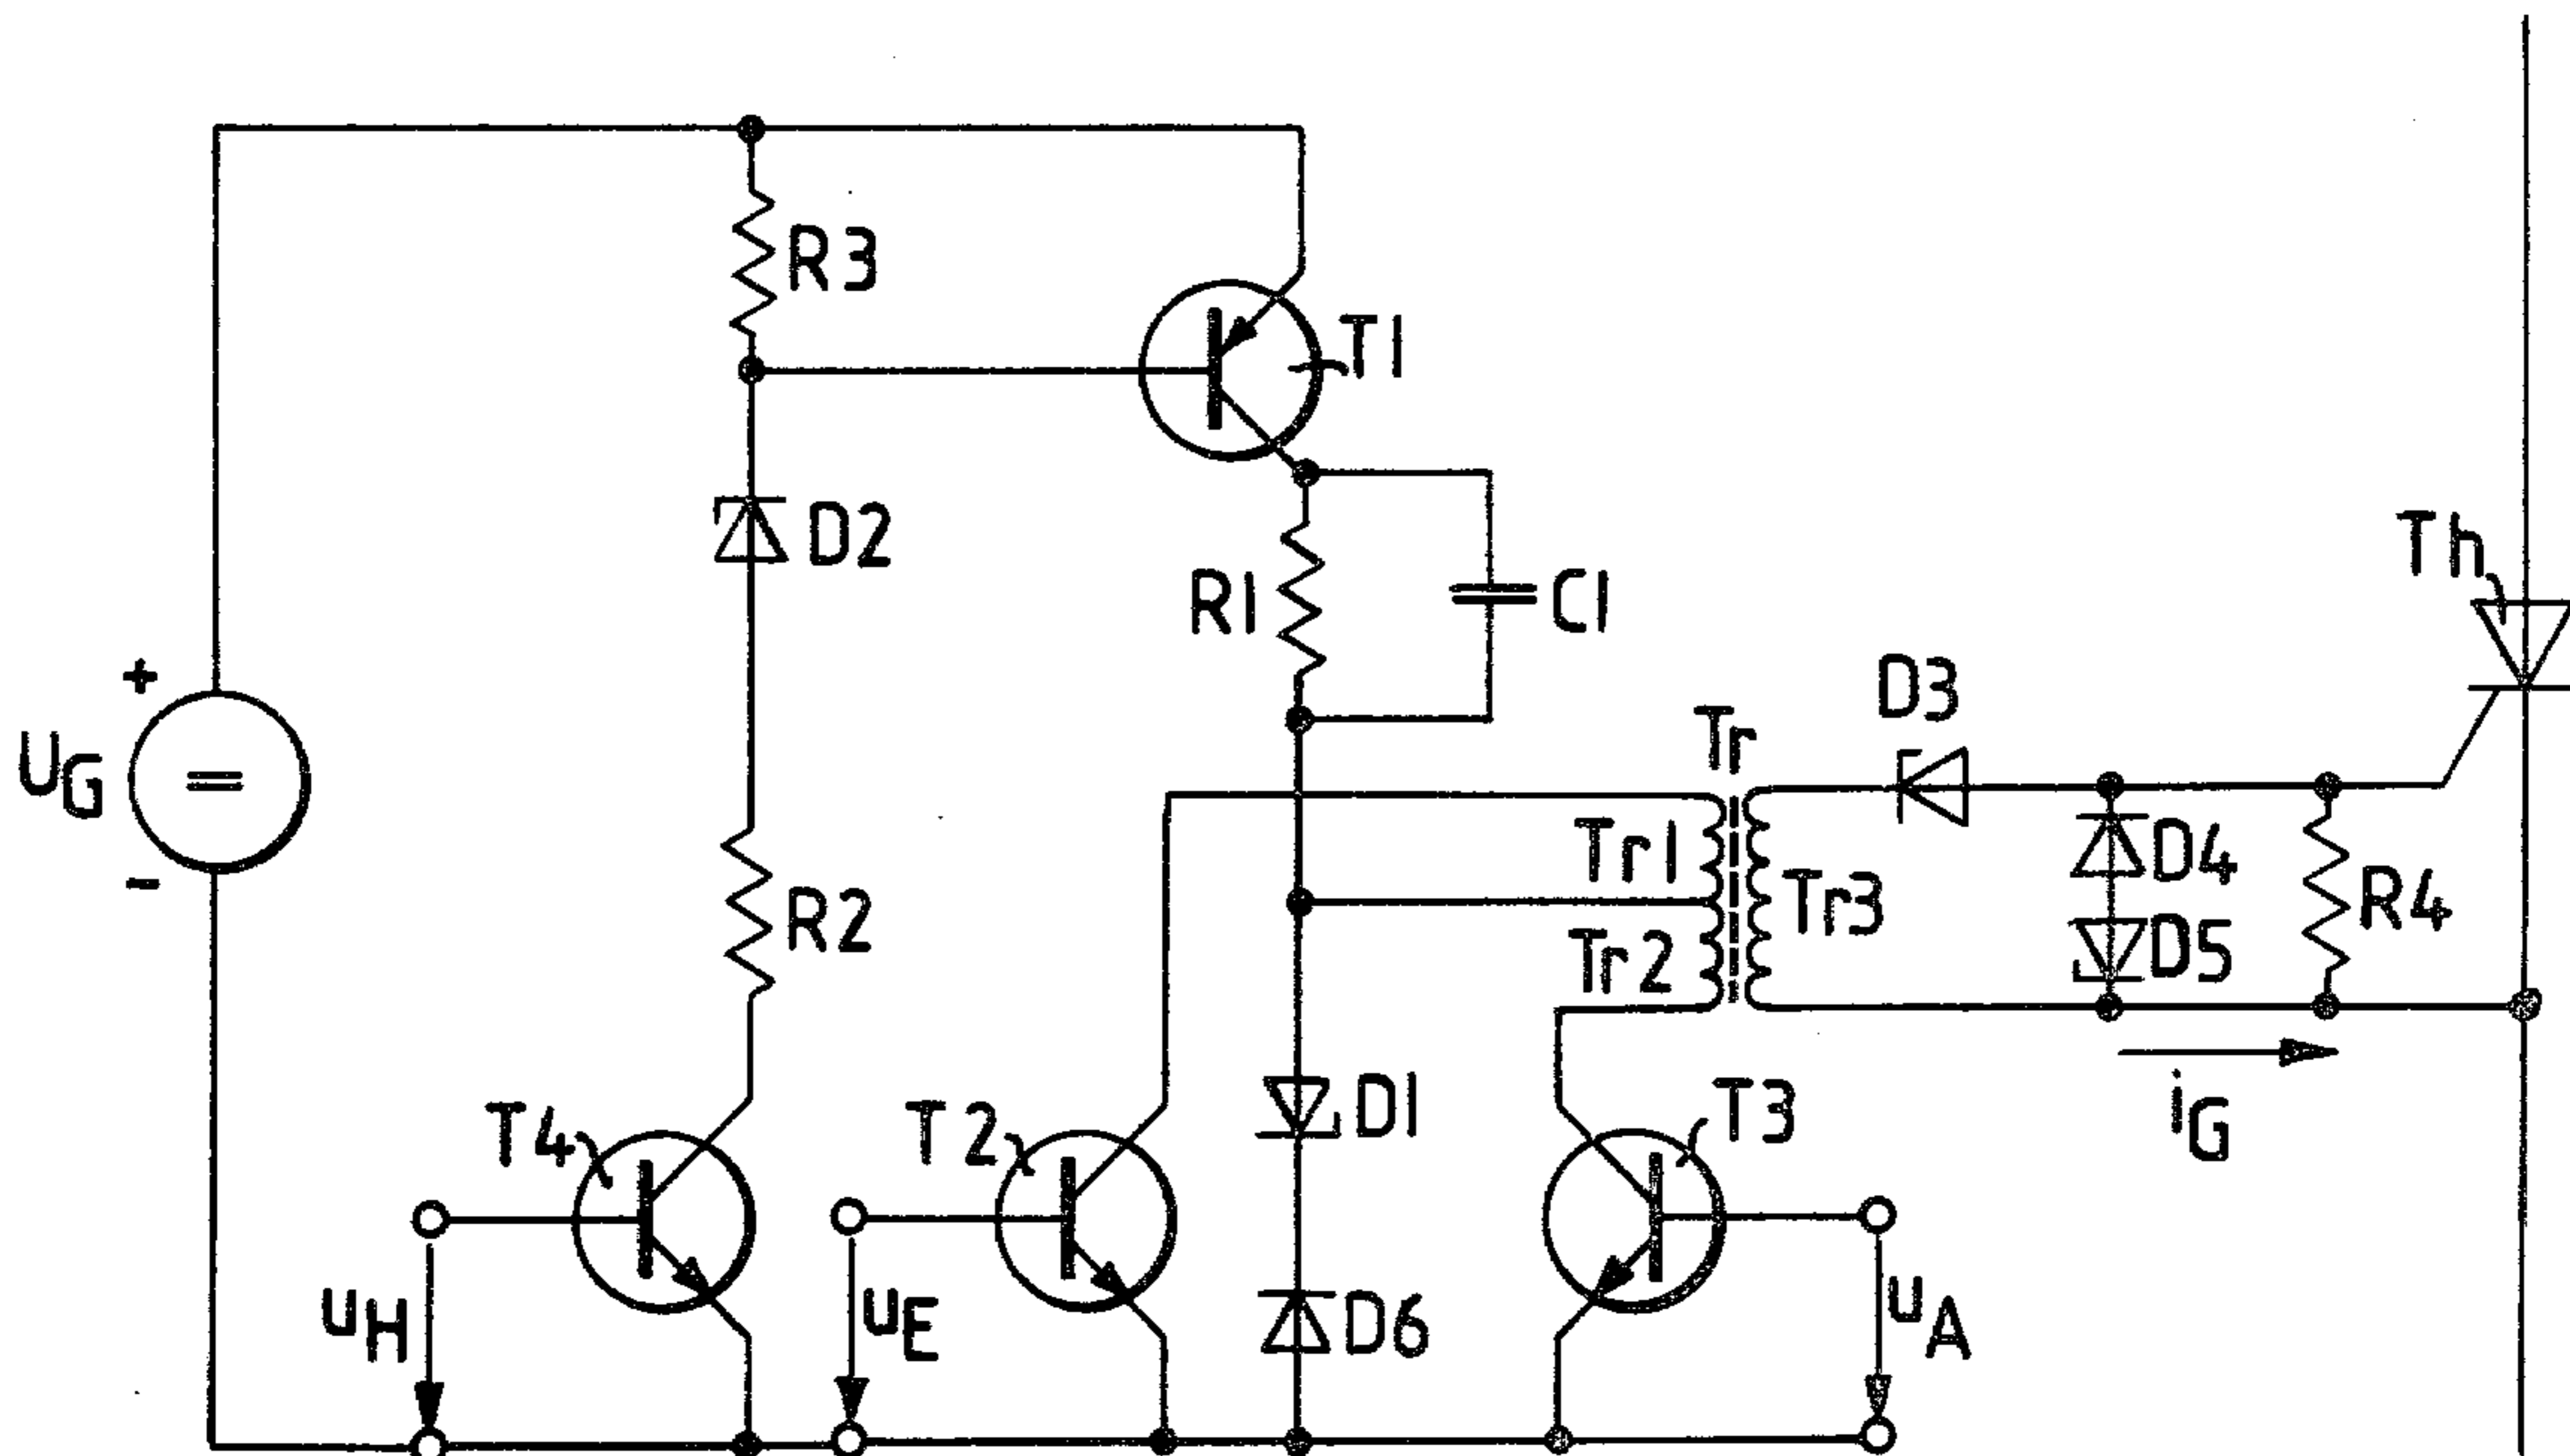 R3
T1
D2
R1
C1
Th
+
UG
=
-
D3
Tr
Tr1
Tr3
D4
R4
R2
Tr2
D5
T4
T2
D1
T3
iG
uH
uE
D6
uA